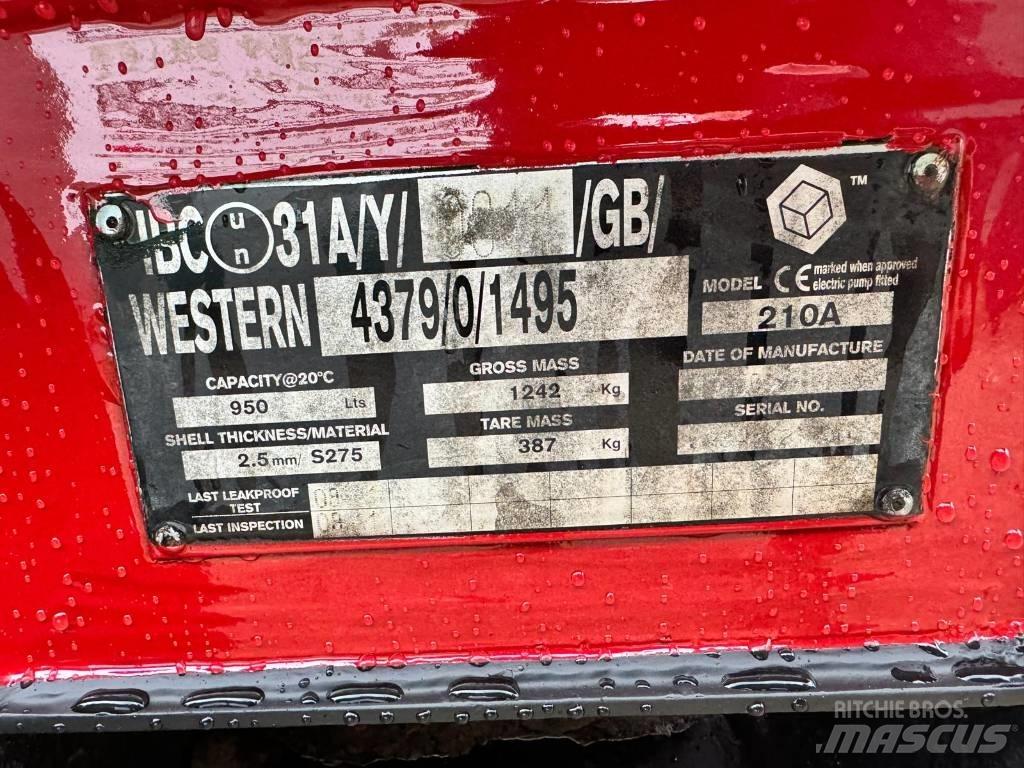 IBC un 31A/Y/ /GB/ ™
WESTERN 4379/0/1495
MODEL CE marked when approved
electric pump fitted
210A
CAPACITY@20°C
950 Lts
GROSS MASS
1242 Kg
DATE OF MANUFACTURE
SHELL THICKNESS/MATERIAL
2.5mm/ S275
TARE MASS
387 Kg
SERIAL NO.
LAST LEAKPROOF
TEST
LAST INSPECTION
RITCHIE BROS.
MASCUS